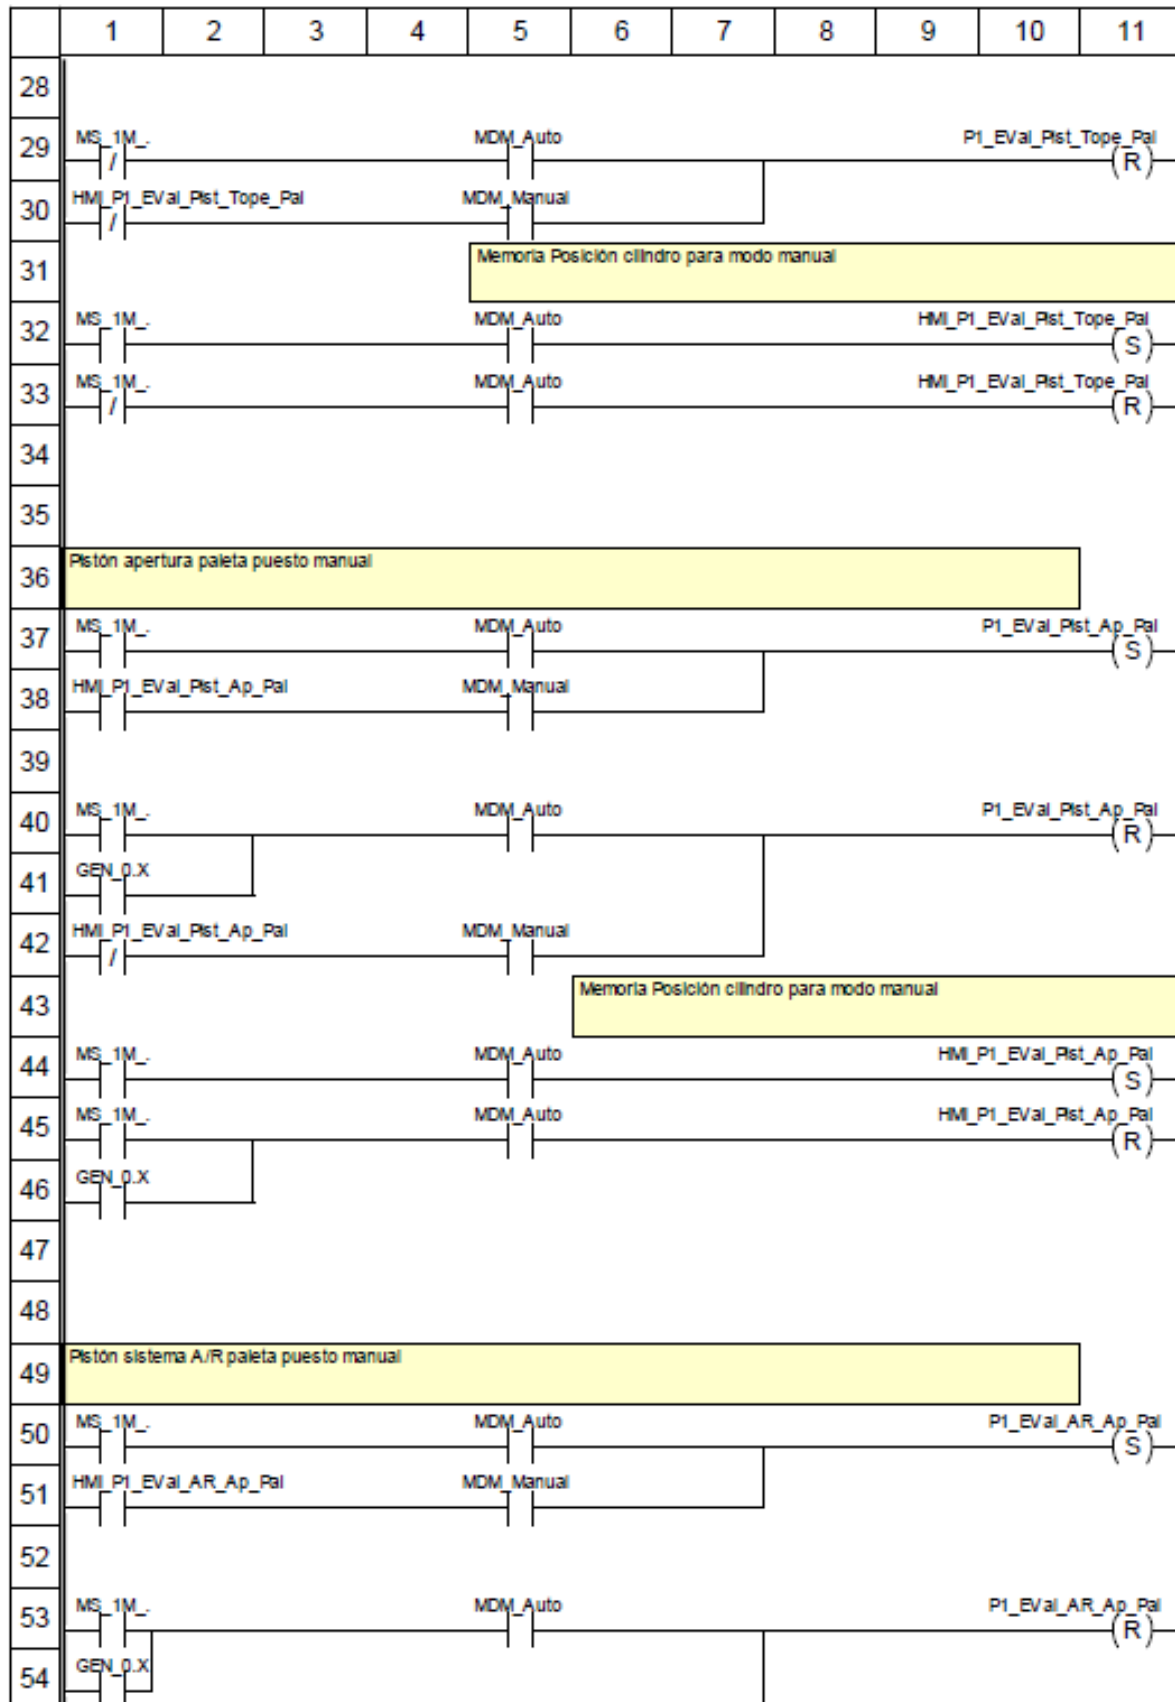 1 2 3 4 5 6 7 8 9 10 11
28
29 MS_1M_. MDM_Auto P1_EVal_Pist_Tope_Pal
/ R
30 HMI_P1_EVal_Pist_Tope_Pal MDM_Manual
/
31 Memoria Posición cilindro para modo manual
32 MS_1M_. MDM_Auto HMI_P1_EVal_Pist_Tope_Pal
S
33 MS_1M_. MDM_Auto HMI_P1_EVal_Pist_Tope_Pal
/ R
34
35
36 Pistón apertura paleta puesto manual
37 MS_1M_. MDM_Auto P1_EVal_Pist_Ap_Pal
S
38 HMI_P1_EVal_Pist_Ap_Pal MDM_Manual
39
40 MS_1M_. MDM_Auto P1_EVal_Pist_Ap_Pal
R
41 GEN_0.X
42 HMI_P1_EVal_Pist_Ap_Pal MDM_Manual
/
43 Memoria Posición cilindro para modo manual
44 MS_1M_. MDM_Auto HMI_P1_EVal_Pist_Ap_Pal
S
45 MS_1M_. MDM_Auto HMI_P1_EVal_Pist_Ap_Pal
R
46 GEN_0.X
47
48
49 Pistón sistema A/R paleta puesto manual
50 MS_1M_. MDM_Auto P1_EVal_AR_Ap_Pal
S
51 HMI_P1_EVal_AR_Ap_Pal MDM_Manual
52
53 MS_1M_. MDM_Auto P1_EVal_AR_Ap_Pal
R
54 GEN_0.X